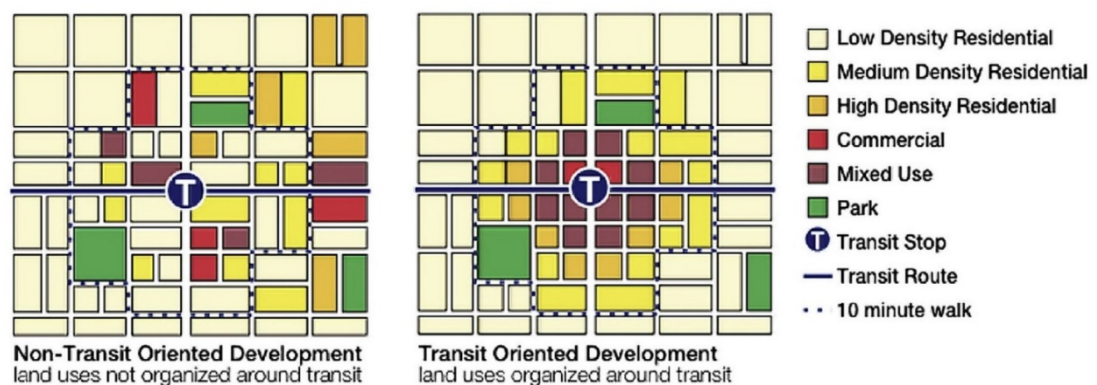 T
T
Low Density Residential
Medium Density Residential
High Density Residential
Commercial
Mixed Use
Park
T Transit Stop
Transit Route
10 minute walk
Non-Transit Oriented Development
land uses not organized around transit
Transit Oriented Development
land uses organized around transit